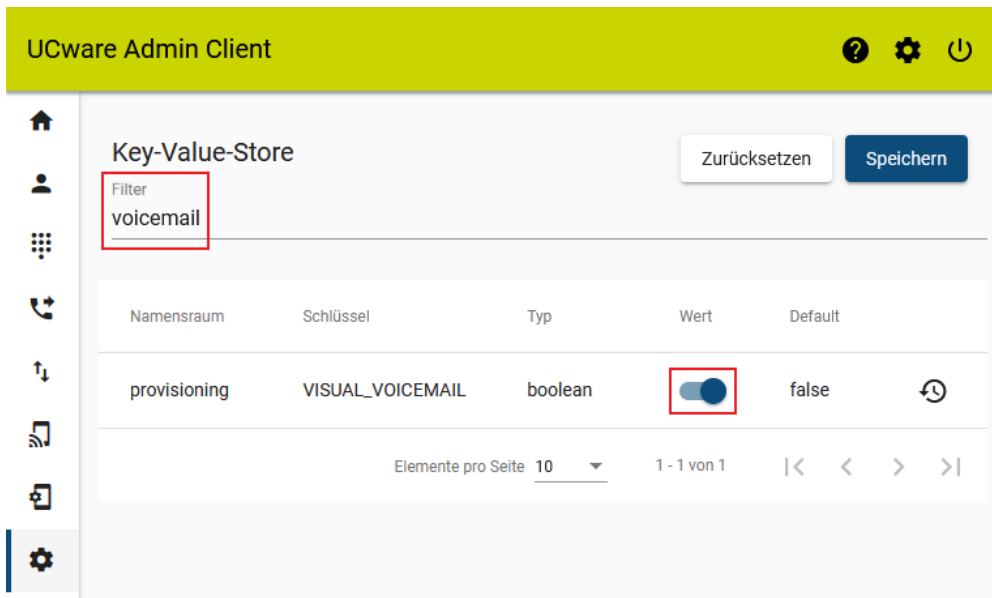 UCware Admin Client
Key-Value-Store
Zurücksetzen
Speichern
Filter
voicemail
Namensraum Schlüssel Typ Wert Default
provisioning VISUAL_VOICEMAIL boolean false
Elemente pro Seite 10 1 - 1 von 1